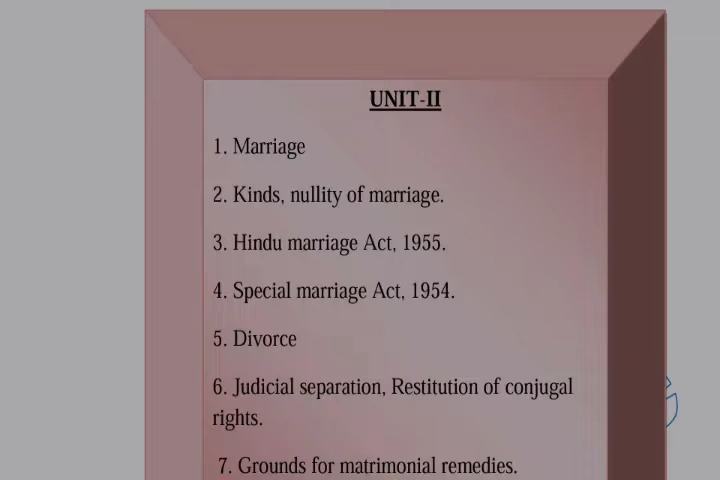 UNIT-II
1. Marriage
2. Kinds, nullity of marriage.
3. Hindu marriage Act, 1955.
4. Special marriage Act, 1954.
5. Divorce
6. Judicial separation, Restitution of conjugal
rights.
7. Grounds for matrimonial remedies.